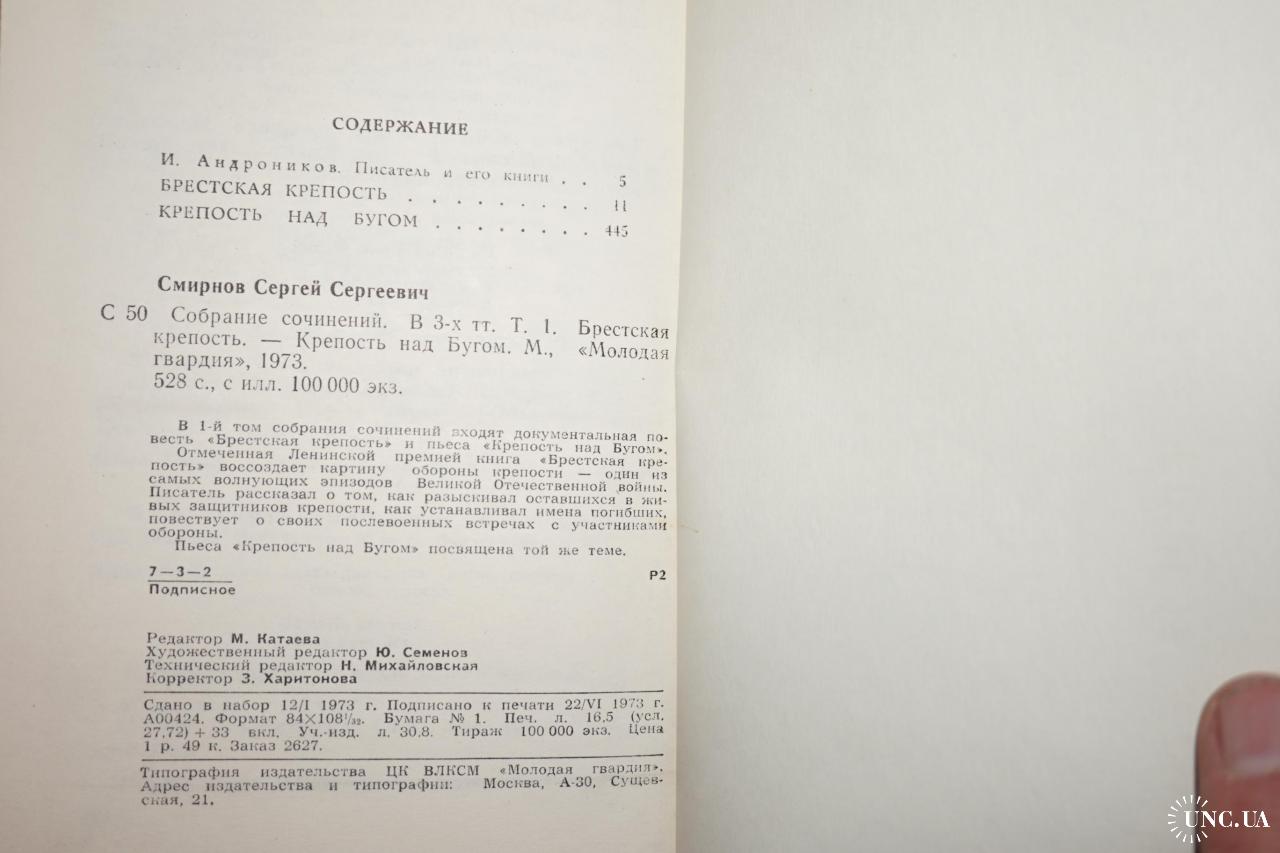 СОДЕРЖАНИЕ
И. Андроников. Писатель и его книги . . 5
БРЕСТСКАЯ КРЕПОСТЬ . . . . . . . . . 11
КРЕПОСТЬ НАД БУГОМ . . . . . . . . 445
Смирнов Сергей Сергеевич
С 50 Собрание сочинений. В 3-х тт. Т. 1. Брестская
крепость. — Крепость над Бугом. М., «Молодая
гвардия», 1973.
528 с., с илл. 100 000 экз.
В 1-й том собрания сочинений входят документальная по-
весть «Брестская крепость» и пьеса «Крепость над Бугом».
Отмеченная Ленинской премией книга «Брестская кре-
пость» воссоздает картину обороны крепости — один из
самых волнующих эпизодов Великой Отечественной войны.
Писатель рассказал о том, как разыскивал оставшихся в жи-
вых защитников крепости, как устанавливал имена погибших,
повествует о своих послевоенных встречах с участниками
обороны.
Пьеса «Крепость над Бугом» посвящена той же теме.
7—3—2
Подписное
Р2
Редактор М. Катаева
Художественный редактор Ю. Семенов
Технический редактор Н. Михайловская
Корректор З. Харитонова
Сдано в набор 12/I 1973 г. Подписано к печати 22/VI 1973 г.
А00424. Формат 84×108¹/₃₂. Бумага № 1. Печ. л. 16,5 (усл.
27,72) + 33 вкл. Уч.-изд. л. 30,8. Тираж 100 000 экз. Цена
1 р. 49 к. Заказ 2627.
Типография издательства ЦК ВЛКСМ «Молодая гвардия».
Адрес издательства и типографии: Москва, А-30, Сущев-
ская, 21.
UNC.UA